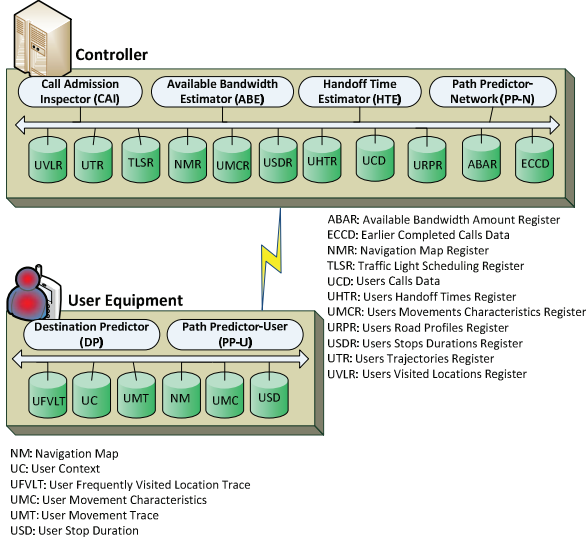 Controller
Call Admission
Inspector (CAI)
Available Bandwidth
Estimator (ABE)
Handoff Time
Estimator (HTE)
Path Predictor-
Network (PP-N)
UVLR
UTR
TLSR
NMR
UMCR
USDR
UHTR
UCD
URPR
ABAR
ECCD
ABAR: Available Bandwidth Amount Register
ECCD: Earlier Completed Calls Data
NMR: Navigation Map Register
TLSR: Traffic Light Scheduling Register
UCD: Users Calls Data
UHTR: Users Handoff Times Register
UMCR: Users Movements Characteristics Register
URPR: Users Road Profiles Register
USDR: Users Stops Durations Register
UTR: Users Trajectories Register
UVLR: Users Visited Locations Register
User Equipment
Destination Predictor
(DP)
Path Predictor-User
(PP-U)
UFVLT
UC
UMT
NM
UMC
USD
NM: Navigation Map
UC: User Context
UFVLT: User Frequently Visited Location Trace
UMC: User Movement Characteristics
UMT: User Movement Trace
USD: User Stop Duration